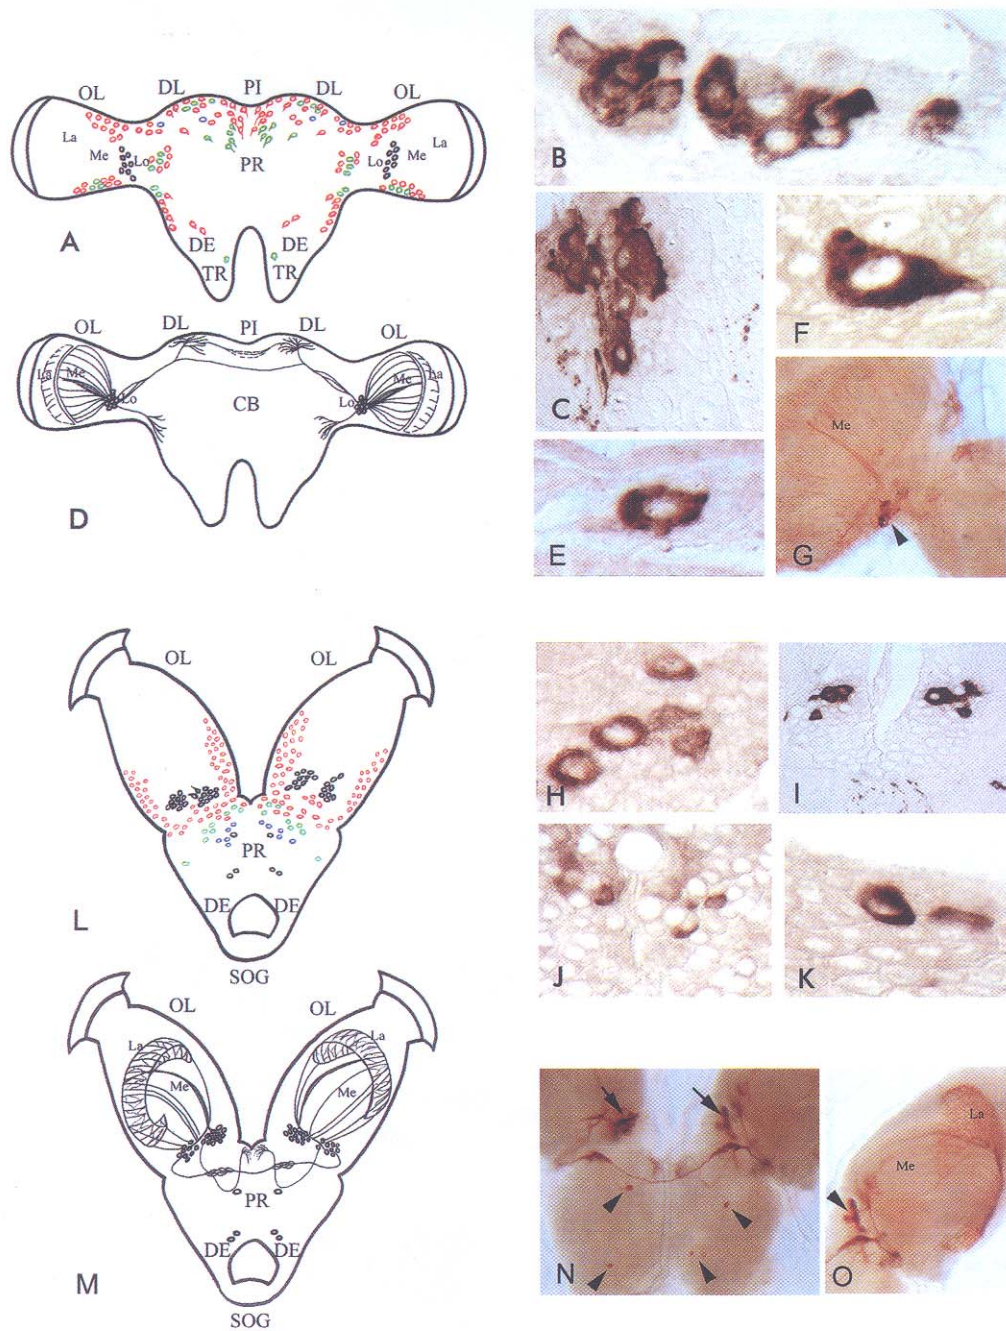 OL DL PI DL OL
La Me Lo PR Lo Me La
A DE DE
TR TR
B
C
F
DL PI DL
OL OL
La Me Lo CB Lo Me La
D
E
Me
G
OL OL
PR
L DE DE
SOG
H
I
J
K
OL OL
La La
Me Me
PR
DE DE
M
SOG
N
La
Me
O